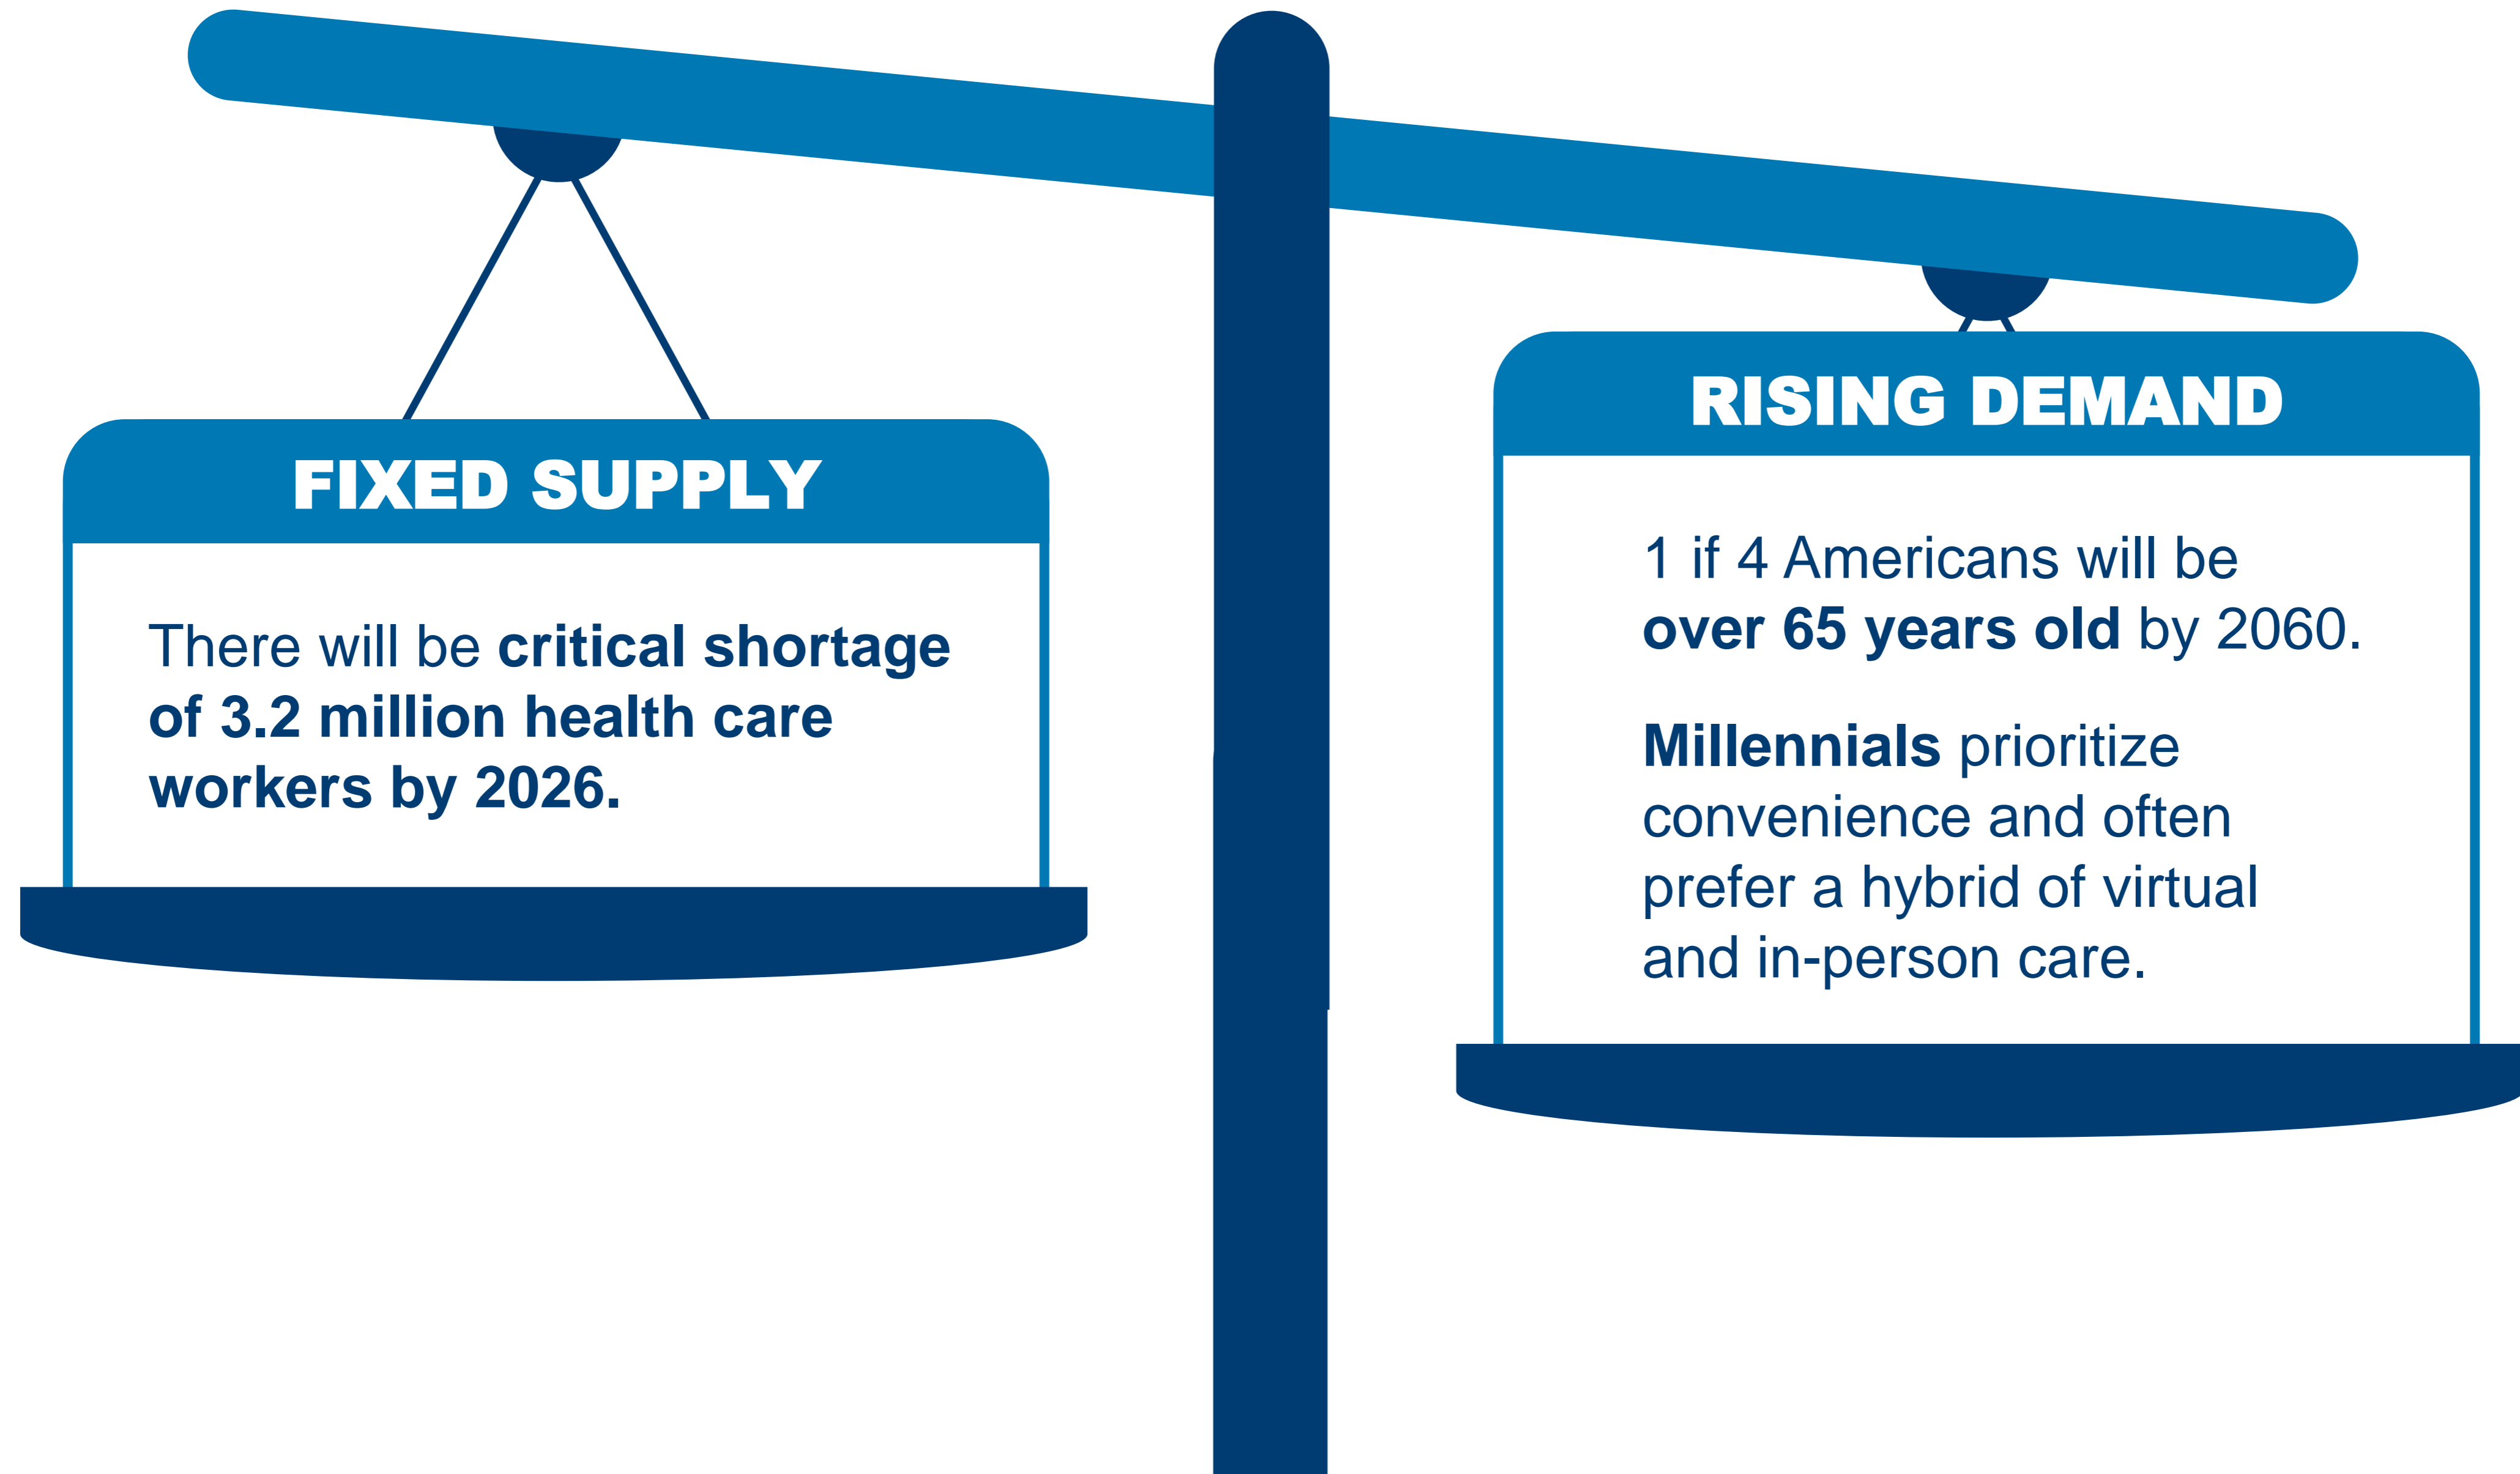 FIXED SUPPLY
There will be critical shortage
of 3.2 million health care
workers by 2026.
RISING DEMAND
1 if 4 Americans will be
over 65 years old by 2060.
Millennials prioritize
convenience and often
prefer a hybrid of virtual
and in-person care.